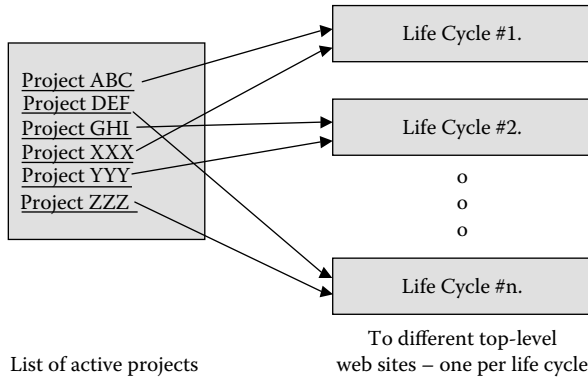 Project ABC
Project DEF
Project GHI
Project XXX
Project YYY
Project ZZZ
List of active projects
Life Cycle #1.
Life Cycle #2.
o
o
o
Life Cycle #n.
To different top-level
web sites – one per life cycle